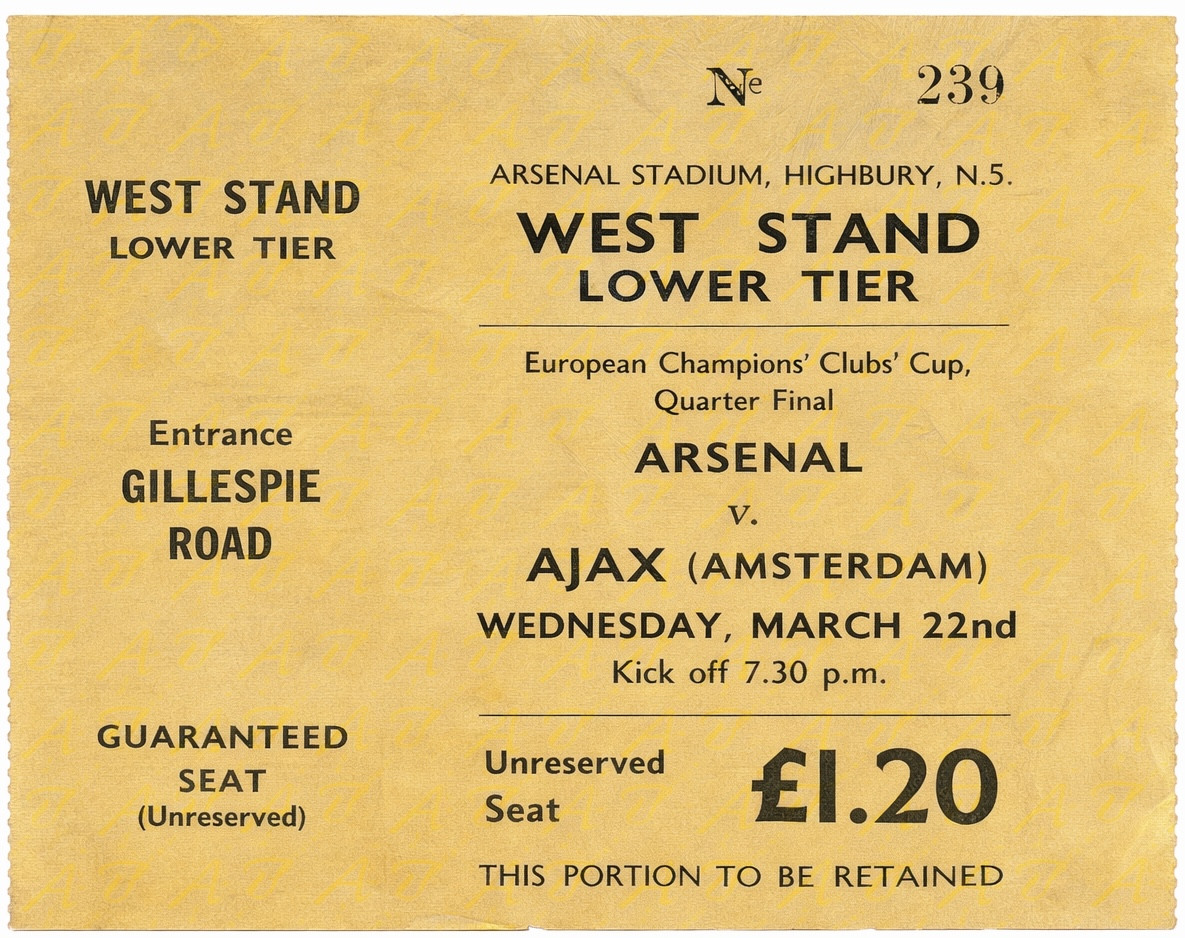 WEST STAND
LOWER TIER
Entrance
GILLESPIE
ROAD
GUARANTEED
SEAT
(Unreserved)
Nº 239
ARSENAL STADIUM, HIGHBURY, N.5.
WEST STAND
LOWER TIER
European Champions' Clubs' Cup,
Quarter Final
ARSENAL
v.
AJAX (AMSTERDAM)
WEDNESDAY, MARCH 22nd
Kick off 7.30 p.m.
Unreserved
Seat
£1.20
THIS PORTION TO BE RETAINED